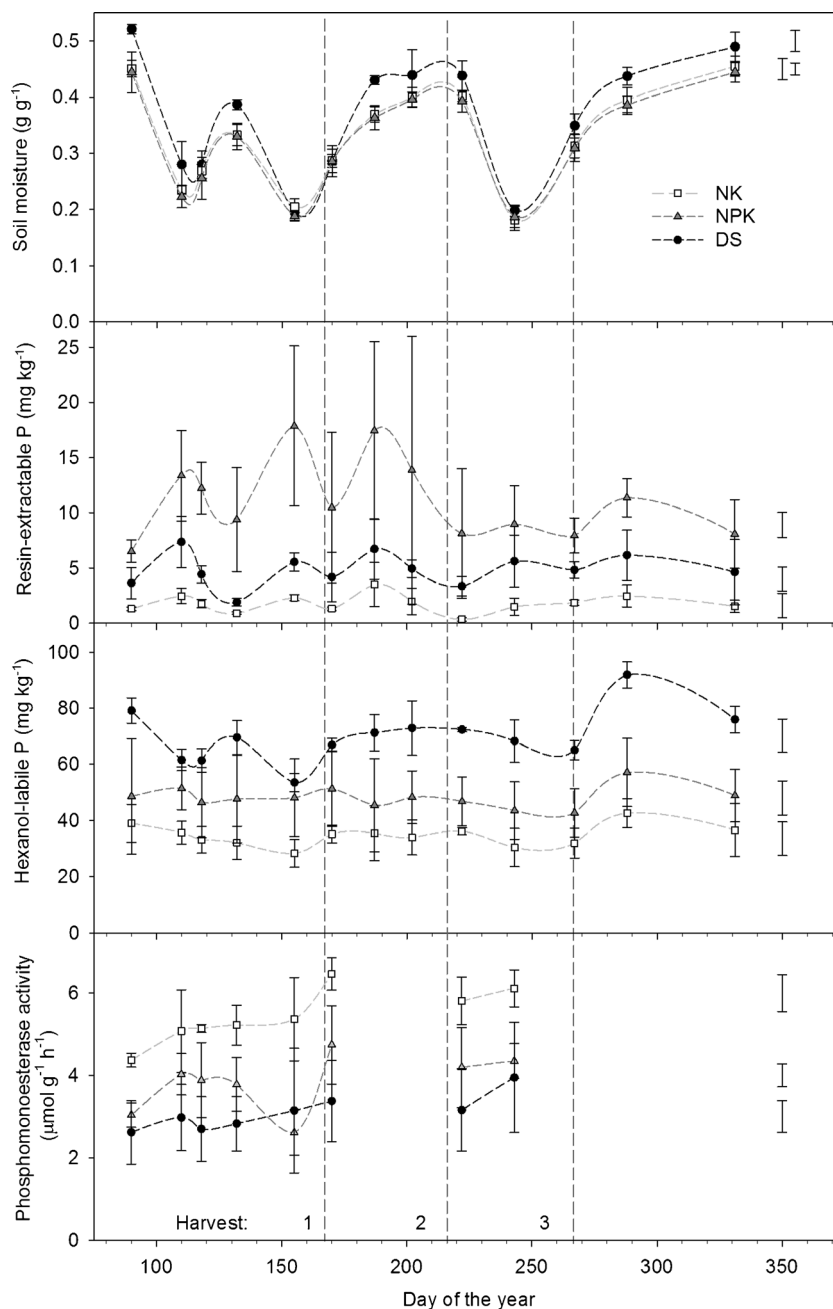 0.5
0.4
0.3
0.2
0.1
0.0
Soil moisture (g g⁻¹)
NK
NPK
DS
25
20
15
10
5
0
Resin-extractable P (mg kg⁻¹)
100
80
60
40
20
0
Hexanol-labile P (mg kg⁻¹)
6
4
2
0
Phosphomonoesterase activity
(μmol g⁻¹ h⁻¹)
Harvest: 1 2 3
100 150 200 250 300 350
Day of the year